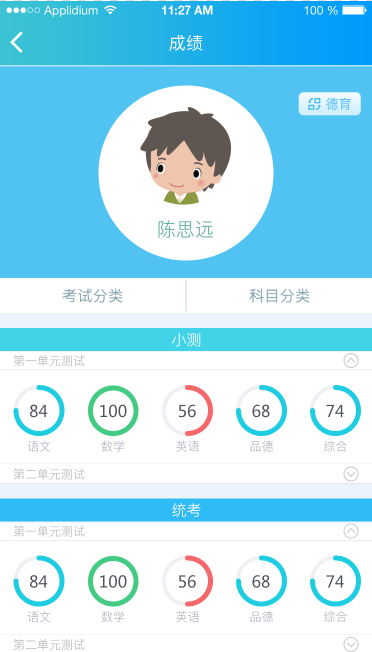 Applidium 11:27 AM 100 %
成绩
德育
陈思远
考试分类 科目分类
小测
第一单元测试
84 100 56 68 74
语文 数学 英语 品德 综合
第二单元测试
统考
第一单元测试
84 100 56 68 74
语文 数学 英语 品德 综合
第二单元测试